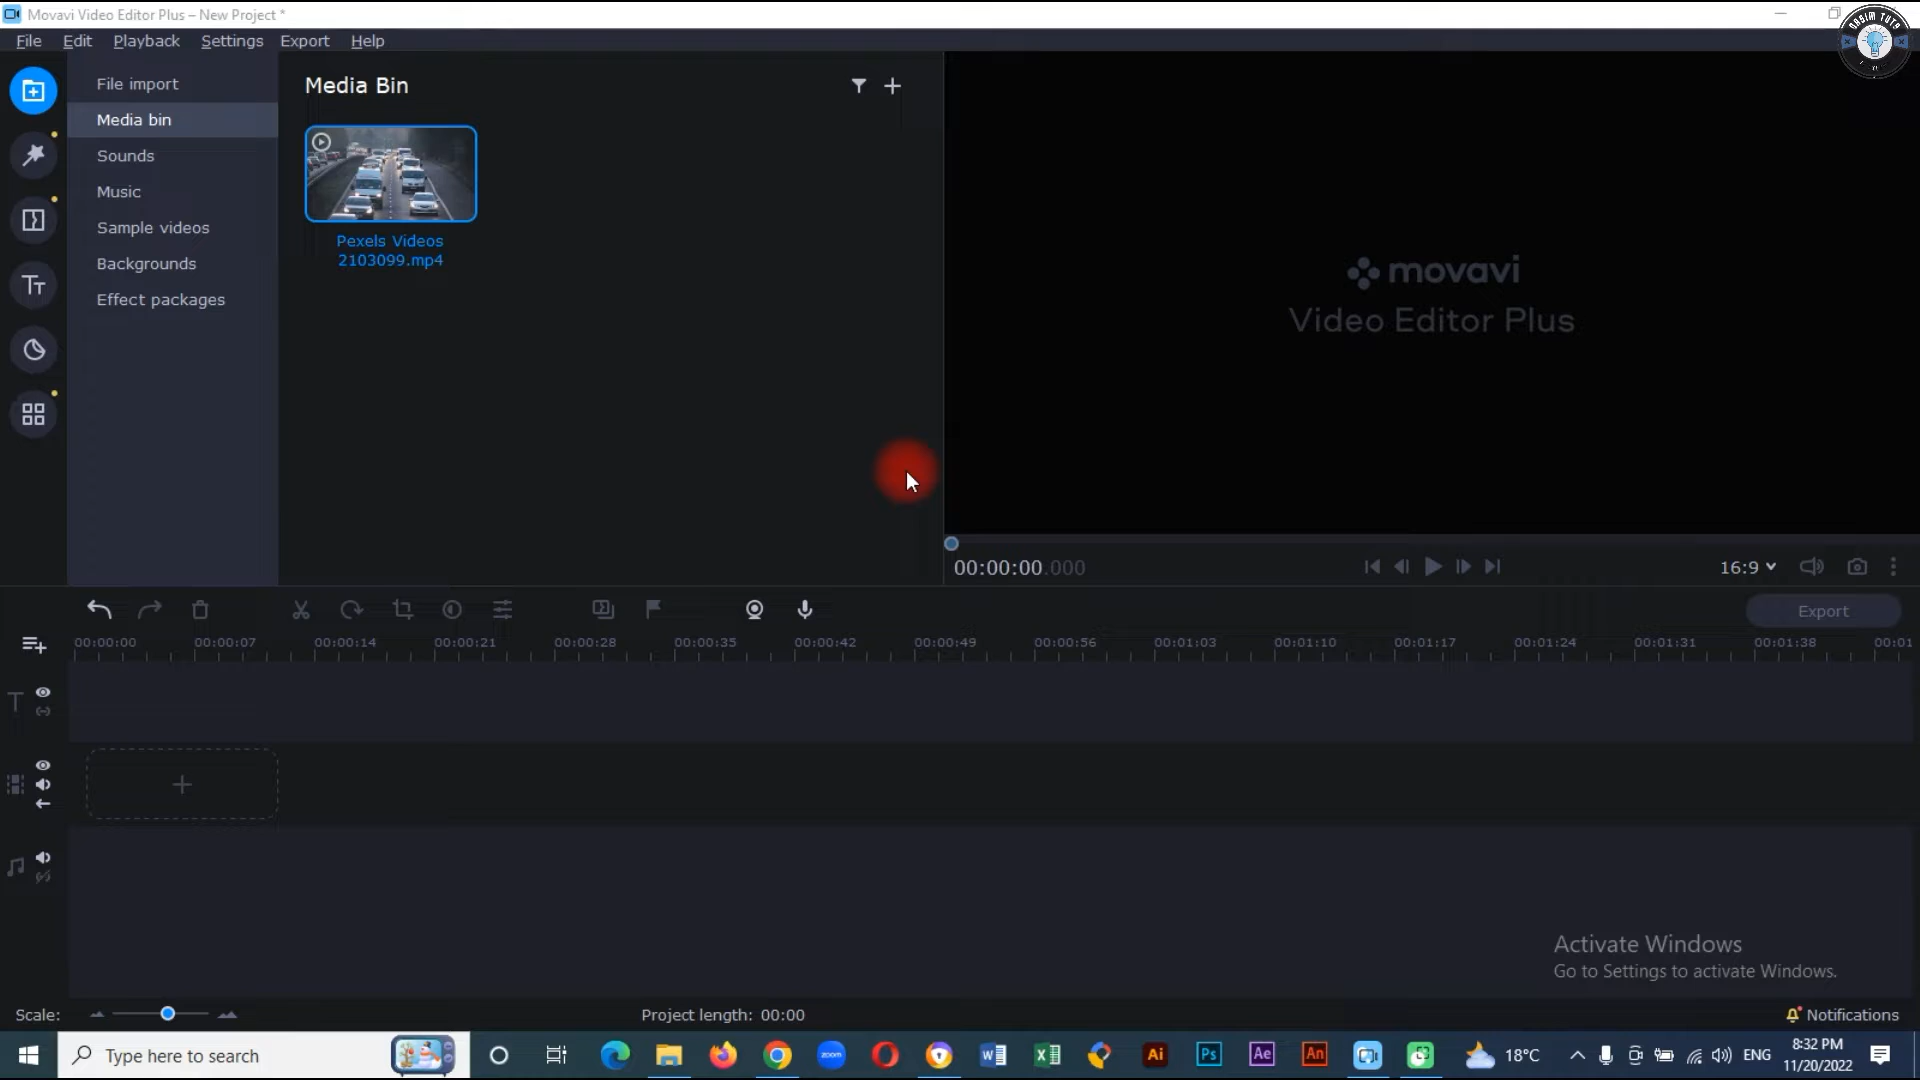 Movavi Video Editor Plus – New Project *
File Edit Playback Settings Export Help
QASIM TUTS
File import
Media bin
Sounds
Music
Sample videos
Backgrounds
Effect packages
Media Bin
Pexels Videos
2103099.mp4
movavi
Video Editor Plus
00:00:00.000
16:9
Export
00:00:00 00:00:07 00:00:14 00:00:21 00:00:28 00:00:35 00:00:42 00:00:49 00:00:56 00:01:03 00:01:10 00:01:17 00:01:24 00:01:31 00:01:38 00:01
Activate Windows
Go to Settings to activate Windows.
Scale:
Project length: 00:00
Notifications
Type here to search
zoom
Ai
Ps
Ae
An
18°C
ENG
8:32 PM
11/20/2022